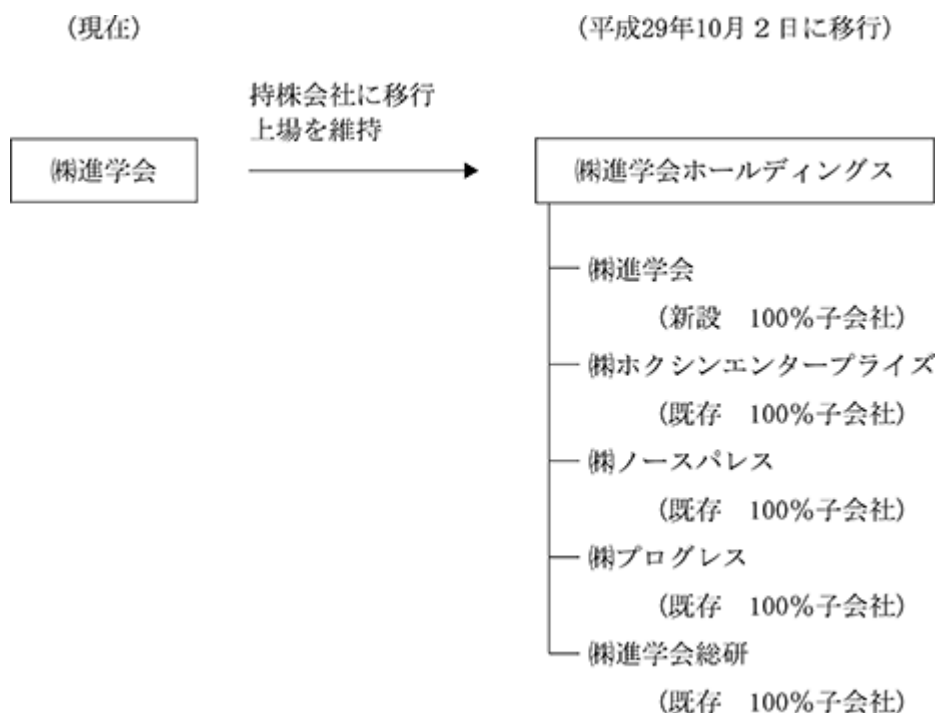 (現在)
(平成29年10月２日に移行)
持株会社に移行
上場を維持
㈱進学会
㈱進学会ホールディングス
㈱進学会
(新設　100%子会社)
㈱ホクシンエンタープライズ
(既存　100%子会社)
㈱ノースパレス
(既存　100%子会社)
㈱プログレス
(既存　100%子会社)
㈱進学会総研
(既存　100%子会社)